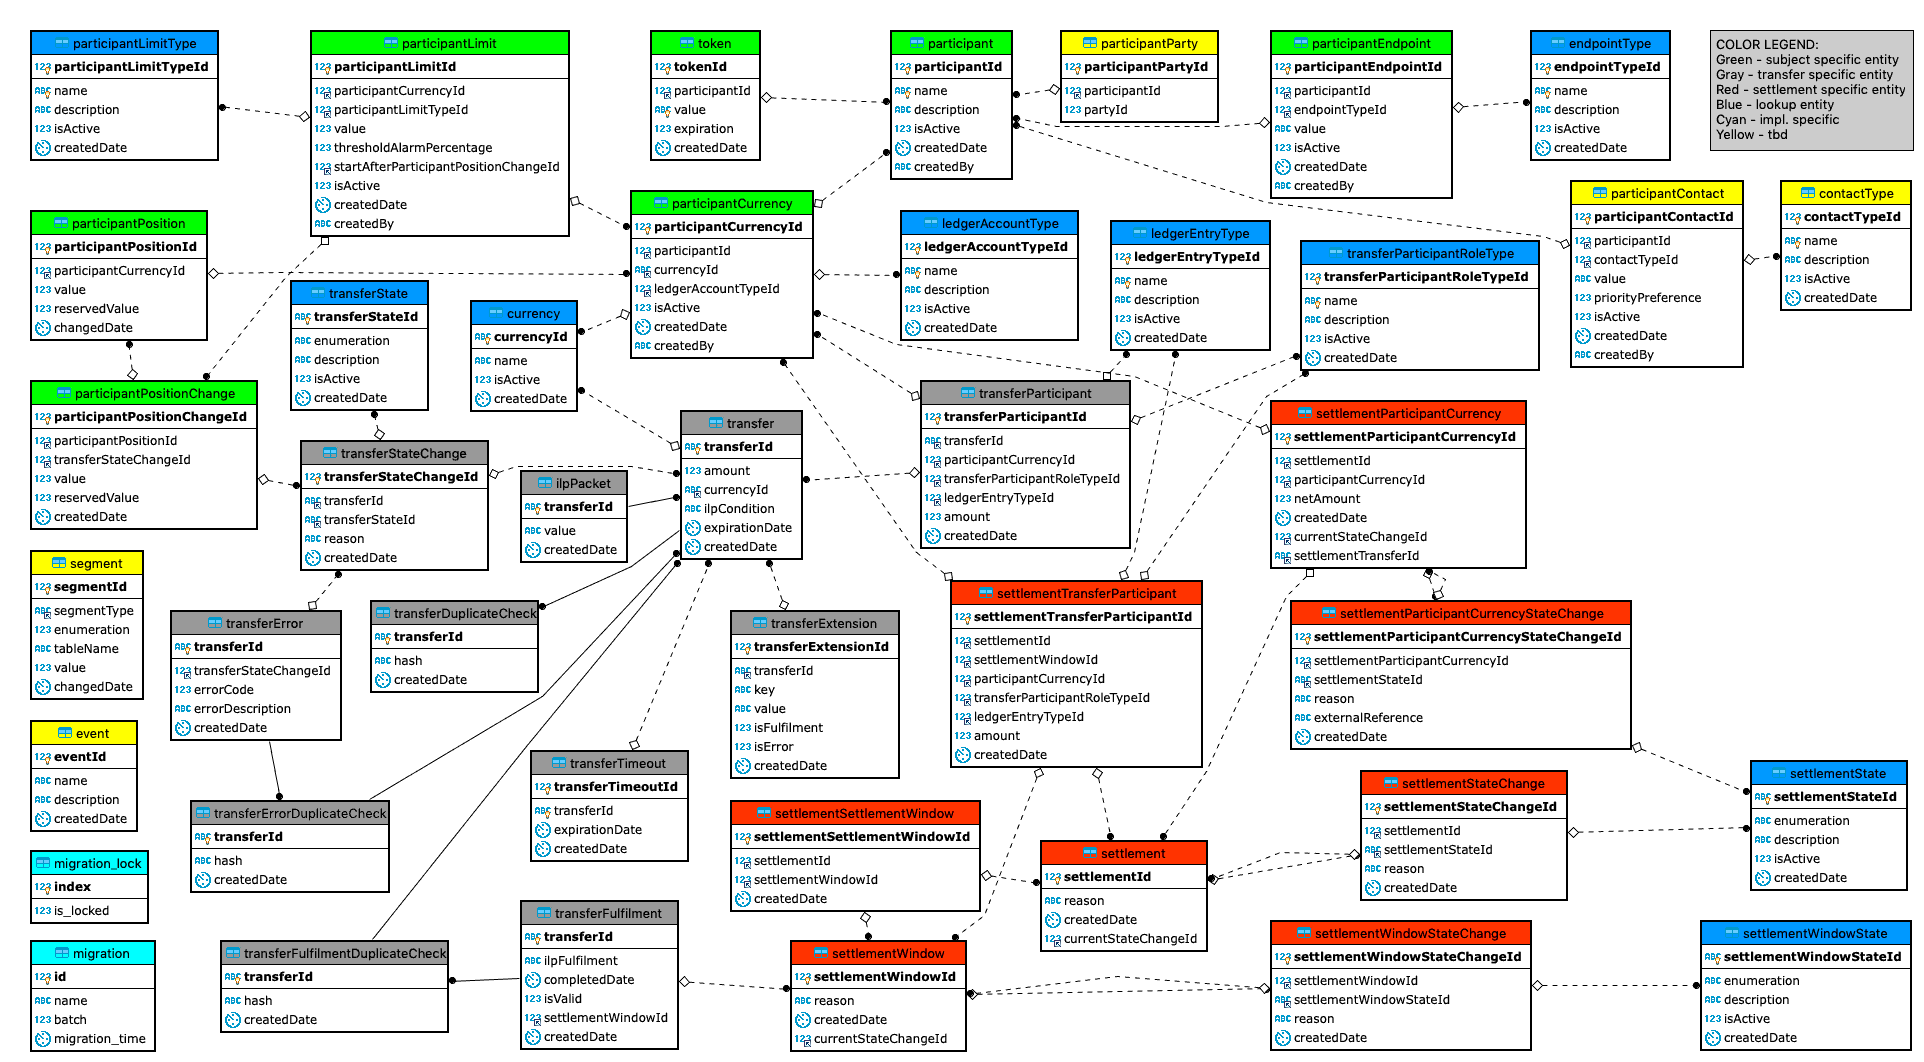 participantLimitType
participantLimitTypeId
name
description
isActive
createdDate
participantLimit
participantLimitId
participantCurrencyId
participantLimitTypeId
value
thresholdAlarmPercentage
startAfterParticipantPositionChangeId
isActive
createdDate
createdBy
token
tokenId
participantId
value
expiration
createdDate
participant
participantId
name
description
isActive
createdDate
createdBy
participantParty
participantPartyId
participantId
partyId
participantEndpoint
participantEndpointId
participantId
endpointTypeId
value
isActive
createdDate
createdBy
endpointType
endpointTypeId
name
description
isActive
createdDate
COLOR LEGEND:
Green - subject specific entity
Gray - transfer specific entity
Red - settlement specific entity
Blue - lookup entity
Cyan - impl. specific
Yellow - tbd
participantPosition
participantPositionId
participantCurrencyId
value
reservedValue
changedDate
transferState
transferStateId
enumeration
description
isActive
createdDate
currency
currencyId
name
isActive
createdDate
participantCurrency
participantCurrencyId
participantId
currencyId
ledgerAccountTypeId
isActive
createdDate
createdBy
ledgerAccountType
ledgerAccountTypeId
name
description
isActive
createdDate
ledgerEntryType
ledgerEntryTypeId
name
description
isActive
createdDate
transferParticipantRoleType
transferParticipantRoleTypeId
name
description
isActive
createdDate
participantContact
participantContactId
participantId
contactTypeId
value
priorityPreference
isActive
createdDate
createdBy
contactType
contactTypeId
name
description
isActive
createdDate
participantPositionChange
participantPositionChangeId
participantPositionId
transferStateChangeId
value
reservedValue
createdDate
transferStateChange
transferStateChangeId
transferId
transferStateId
reason
createdDate
ilpPacket
transferId
value
createdDate
transfer
transferId
amount
currencyId
ilpCondition
expirationDate
createdDate
transferParticipant
transferParticipantId
transferId
participantCurrencyId
transferParticipantRoleTypeId
ledgerEntryTypeId
amount
createdDate
settlementParticipantCurrency
settlementParticipantCurrencyId
settlementId
participantCurrencyId
netAmount
createdDate
currentStateChangeId
settlementTransferId
segment
segmentId
segmentType
enumeration
tableName
value
changedDate
transferError
transferId
transferStateChangeId
errorCode
errorDescription
createdDate
transferDuplicateCheck
transferId
hash
createdDate
transferExtension
transferExtensionId
transferId
key
value
isFulfilment
isError
createdDate
settlementTransferParticipant
settlementTransferParticipantId
settlementId
settlementWindowId
participantCurrencyId
transferParticipantRoleTypeId
ledgerEntryTypeId
amount
createdDate
settlementParticipantCurrencyStateChange
settlementParticipantCurrencyStateChangeId
settlementParticipantCurrencyId
settlementStateId
reason
externalReference
createdDate
event
eventId
name
description
createdDate
transferErrorDuplicateCheck
transferId
hash
createdDate
transferTimeout
transferTimeoutId
transferId
expirationDate
createdDate
settlementSettlementWindow
settlementSettlementWindowId
settlementId
settlementWindowId
createdDate
settlement
settlementId
reason
createdDate
currentStateChangeId
settlementStateChange
settlementStateChangeId
settlementId
settlementStateId
reason
createdDate
settlementState
settlementStateId
enumeration
description
isActive
createdDate
migration_lock
index
is_locked
migration
id
name
batch
migration_time
transferFulfilmentDuplicateCheck
transferId
hash
createdDate
transferFulfilment
transferId
ilpFulfilment
completedDate
isValid
settlementWindowId
createdDate
settlementWindow
settlementWindowId
reason
createdDate
currentStateChangeId
settlementWindowStateChange
settlementWindowStateChangeId
settlementWindowId
settlementWindowStateId
reason
createdDate
settlementWindowState
settlementWindowStateId
enumeration
description
isActive
createdDate